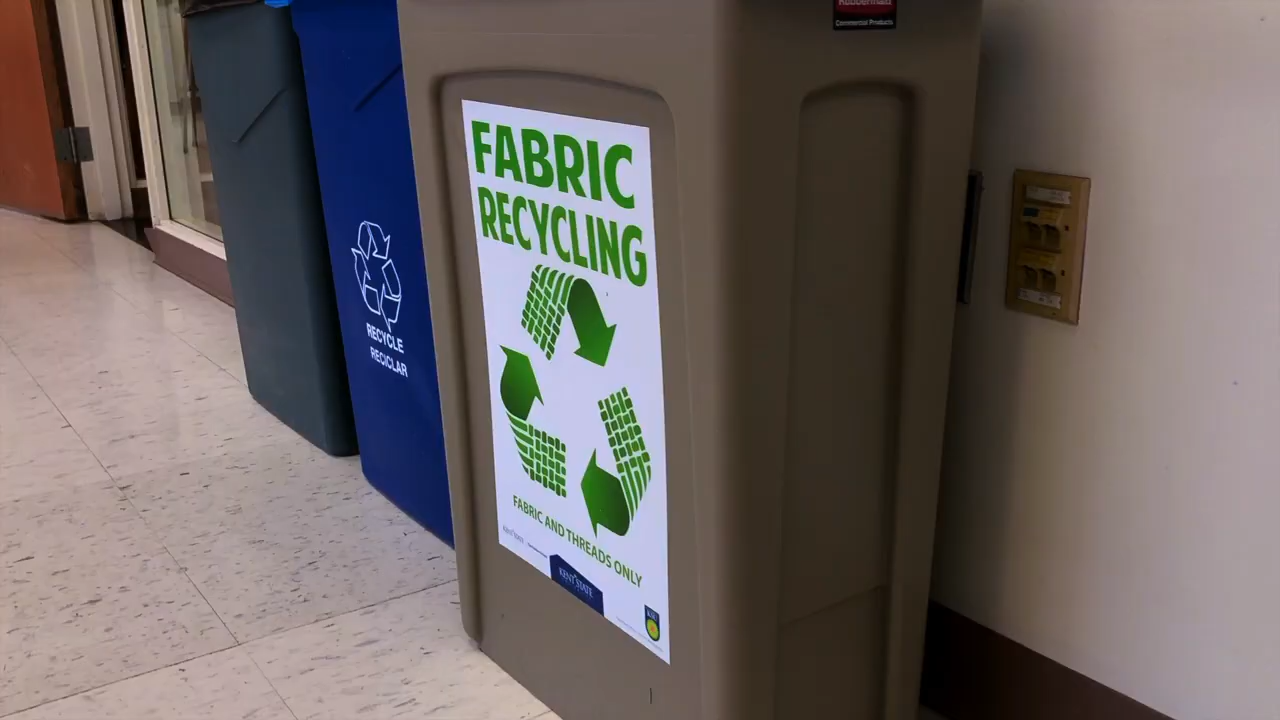 Rubbermaid
Commercial Products
FABRIC
RECYCLING
RECYCLE
RECICLAR
FABRIC AND THREADS ONLY
KENT STATE